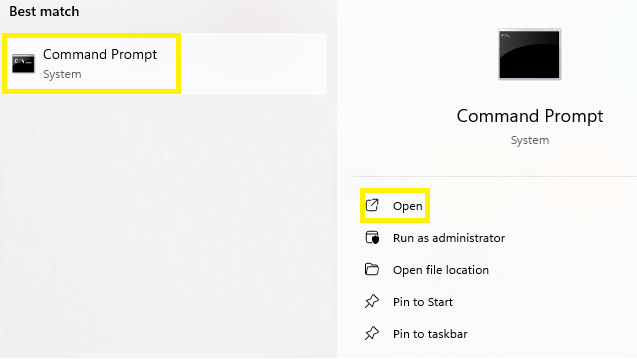 Best match
Command Prompt
System
Command Prompt
System
Open
Run as administrator
Open file location
Pin to Start
Pin to taskbar